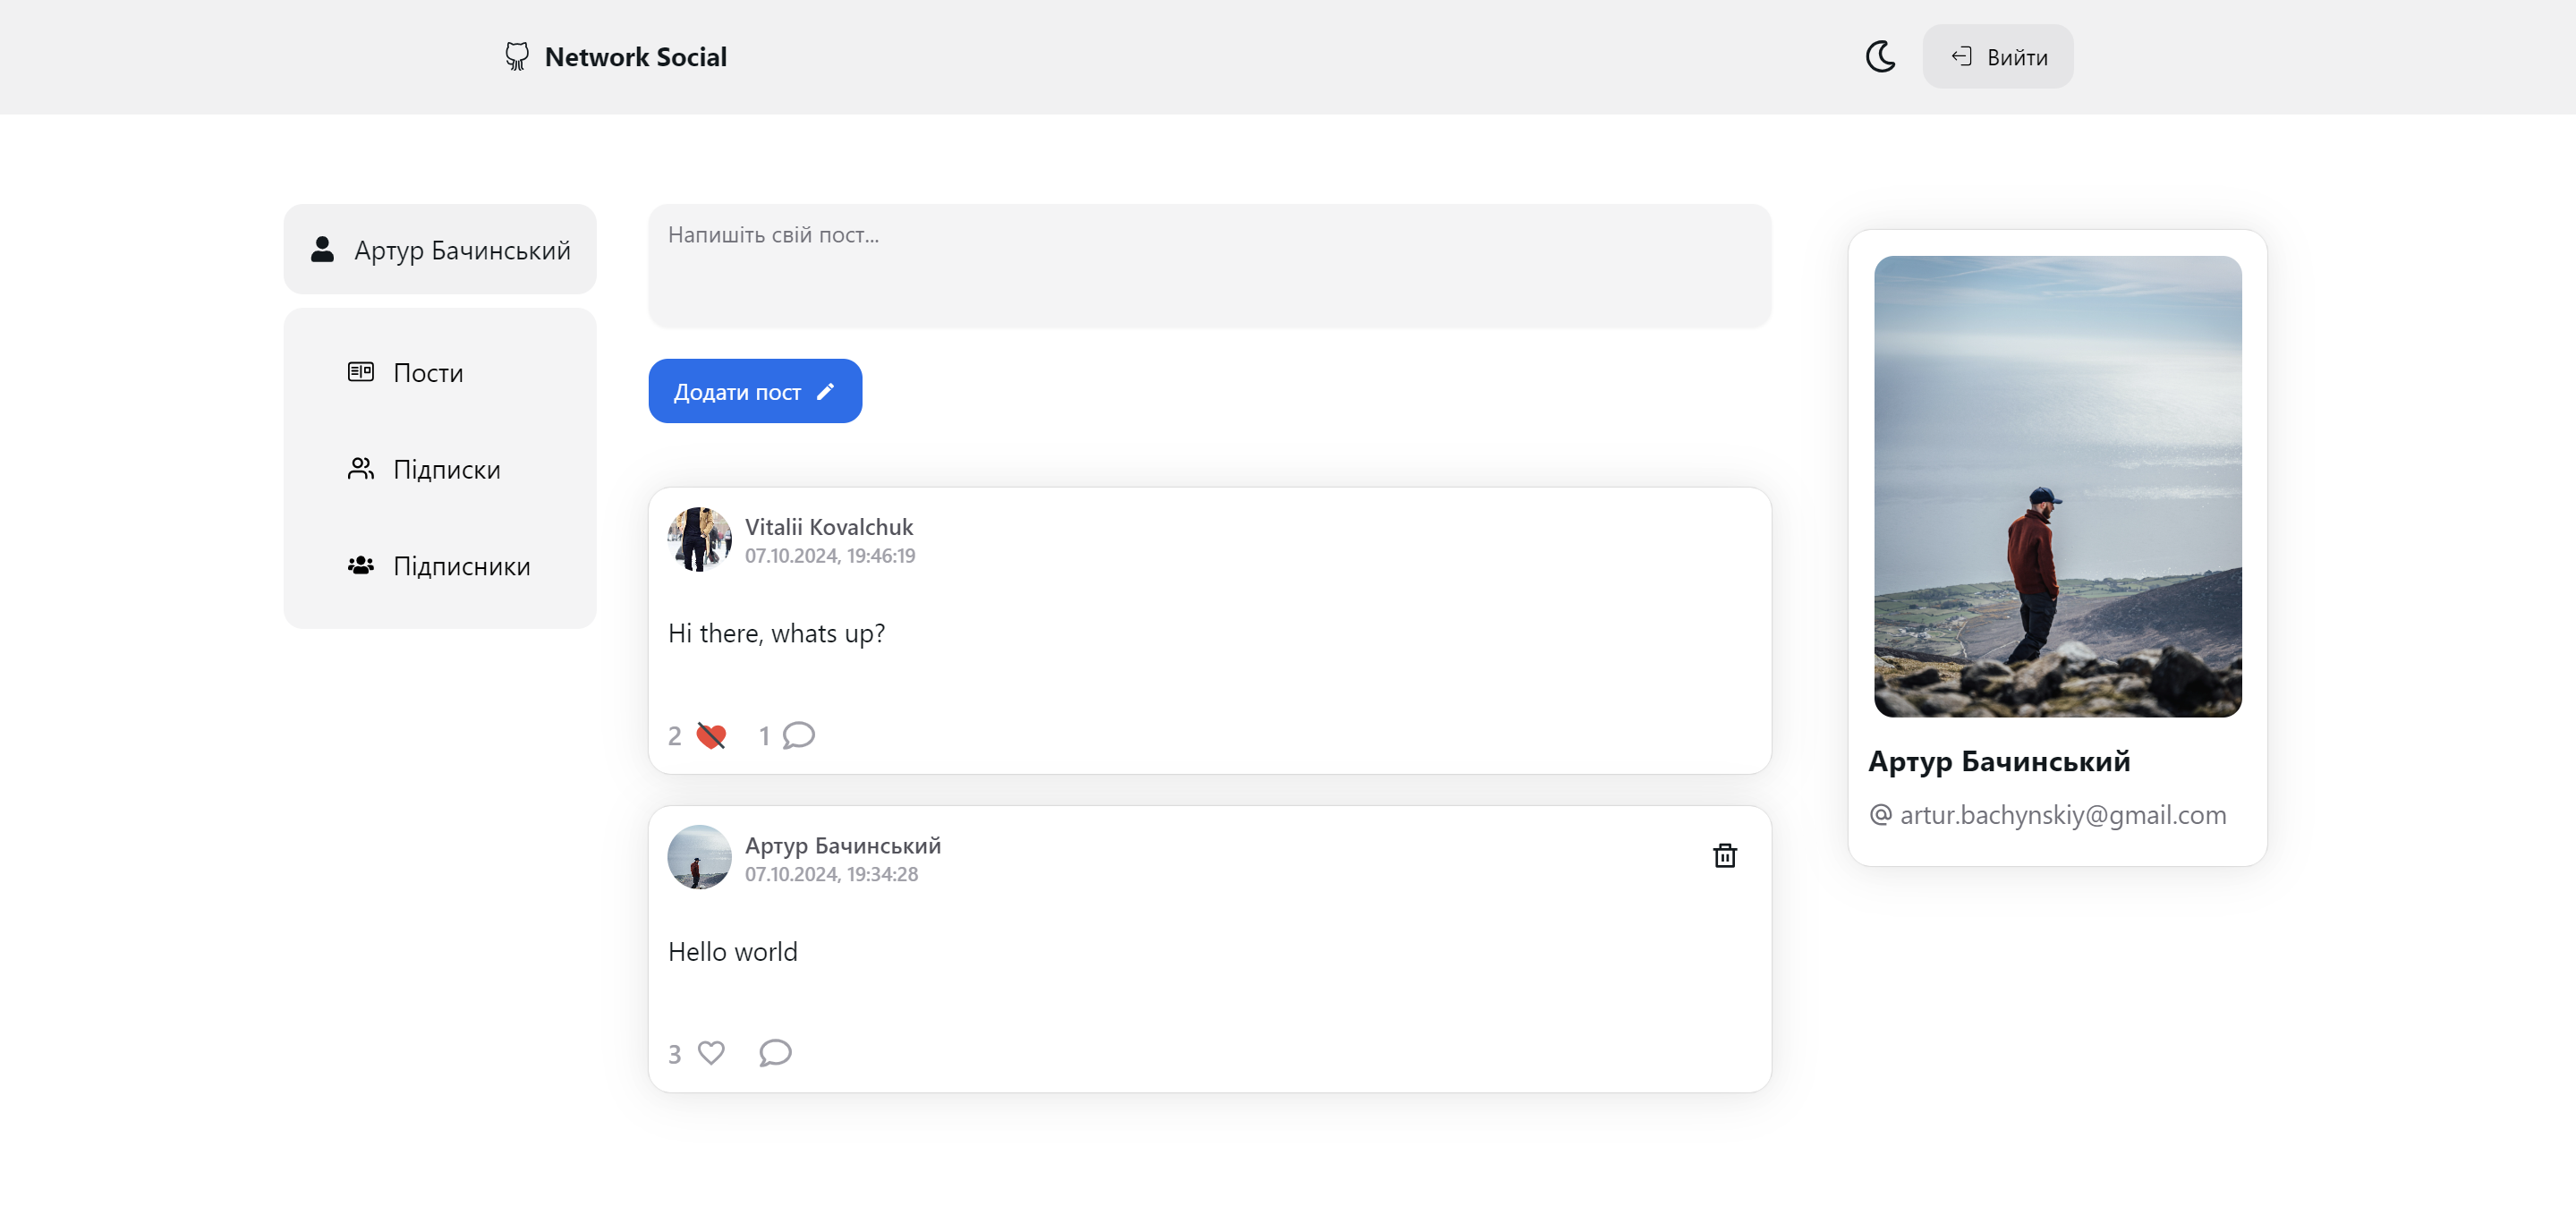 Network Social
Вийти
Артур Бачинський
Пости
Підписки
Підписники
Напишіть свій пост...
Додати пост
Vitalii Kovalchuk
07.10.2024, 19:46:19
Hi there, whats up?
2 1
Артур Бачинський
07.10.2024, 19:34:28
Hello world
3
Артур Бачинський
@ artur.bachynskiy@gmail.com